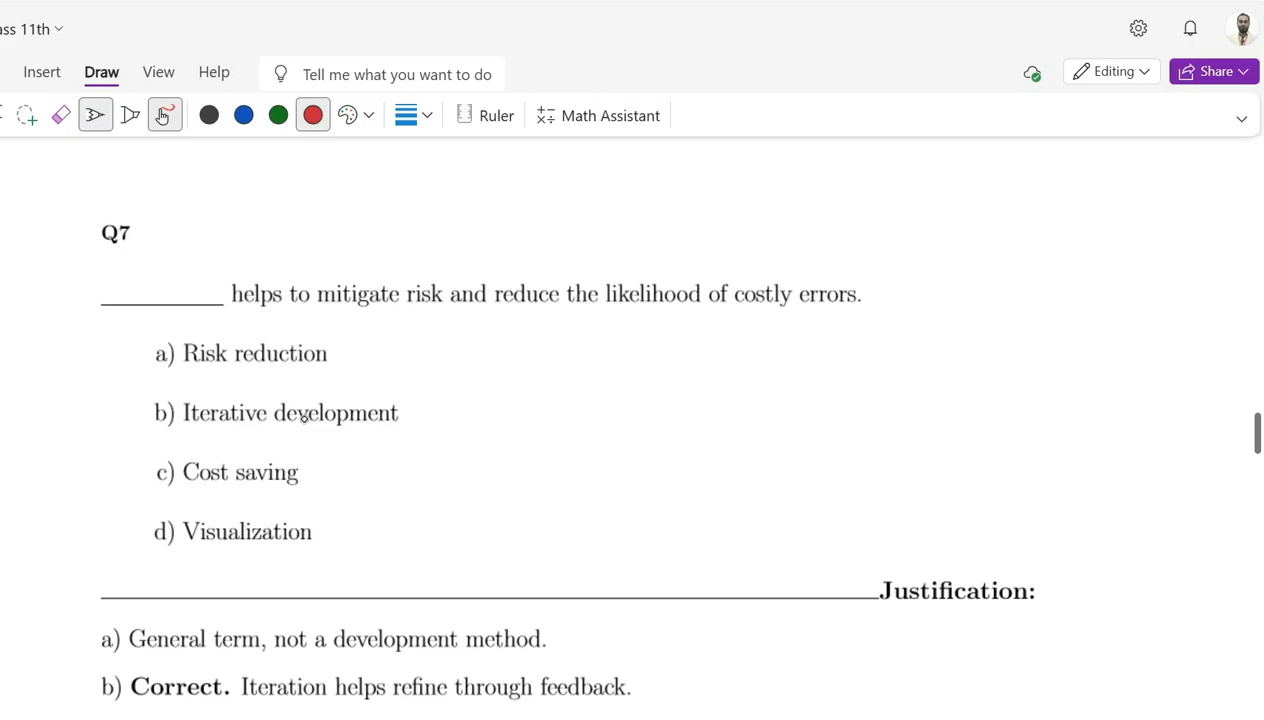 ass 11th
Insert Draw View Help Tell me what you want to do Editing Share
Ruler Math Assistant
Q7
__________ helps to mitigate risk and reduce the likelihood of costly errors.
a) Risk reduction
b) Iterative development
c) Cost saving
d) Visualization
Justification:
a) General term, not a development method.
b) Correct. Iteration helps refine through feedback.